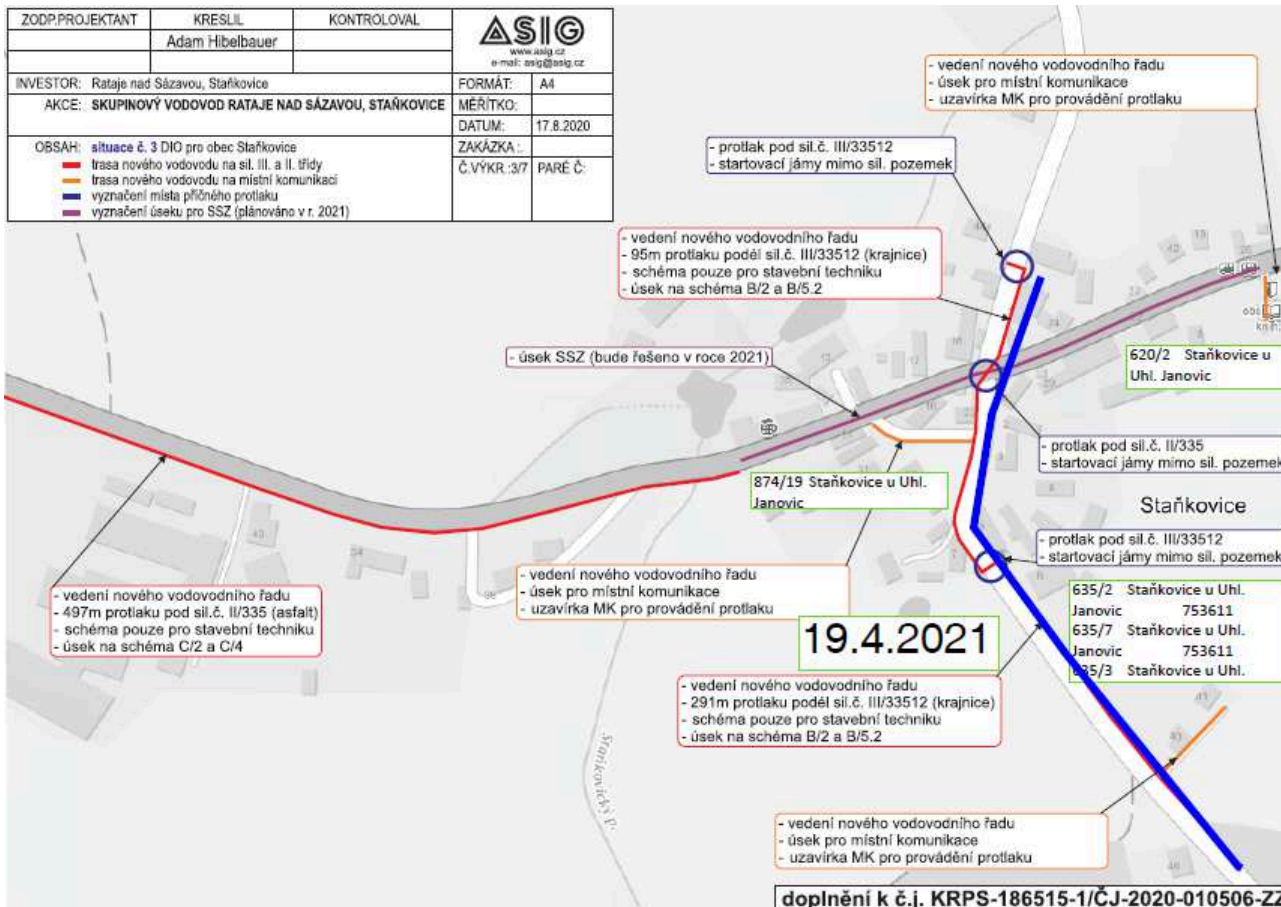 ZODP.PROJEKTANT KRESLIL KONTROLOVAL
Adam Hibelbauer
ASIG
www.asig.cz
e-mail: asig@asig.cz
INVESTOR: Rataje nad Sázavou, Staňkovice
FORMÁT: A4
AKCE: SKUPINOVÝ VODOVOD RATAJE NAD SÁZAVOU, STAŇKOVICE
MĚŘÍTKO:
DATUM: 17.8.2020
OBSAH: situace č. 3 DIO pro obec Staňkovice
ZAKÁZKA :
trasa nového vodovodu na sil. III. a II. třídy
Č.VÝKR.:3/7 PARÉ Č:
trasa nového vodovodu na místní komunikaci
vyznačení místa příčného protlaku
vyznačení úseku pro SSZ (plánováno v r. 2021)
- vedení nového vodovodního řadu
- úsek pro místní komunikace
- uzavírka MK pro provádění protlaku
- protlak pod sil.č. III/33512
- startovací jámy mimo sil. pozemek
- vedení nového vodovodního řadu
- 95m protlaku podél sil.č. III/33512 (krajnice)
- schéma pouze pro stavební techniku
- úsek na schéma B/2 a B/5.2
- úsek SSZ (bude řešeno v roce 2021)
620/2 Staňkovice u
Uhl. Janovic
- protlak pod sil.č. II/335
- startovací jámy mimo sil. pozemek
874/19 Staňkovice u Uhl.
Janovic
Staňkovice
- protlak pod sil.č. III/33512
- startovací jámy mimo sil. pozemek
- vedení nového vodovodního řadu
- úsek pro místní komunikace
- uzavírka MK pro provádění protlaku
- vedení nového vodovodního řadu
- 497m protlaku pod sil.č. II/335 (asfalt)
- schéma pouze pro stavební techniku
- úsek na schéma C/2 a C/4
635/2 Staňkovice u Uhl.
Janovic 753611
635/7 Staňkovice u Uhl.
Janovic 753611
635/3 Staňkovice u Uhl.
19.4.2021
- vedení nového vodovodního řadu
- 291m protlaku podél sil.č. III/33512 (krajnice)
- schéma pouze pro stavební techniku
- úsek na schéma B/2 a B/5.2
Staňkovický p.
- vedení nového vodovodního řadu
- úsek pro místní komunikace
- uzavírka MK pro provádění protlaku
doplnění k č.j. KRPS-186515-1/ČJ-2020-010506-ZZ